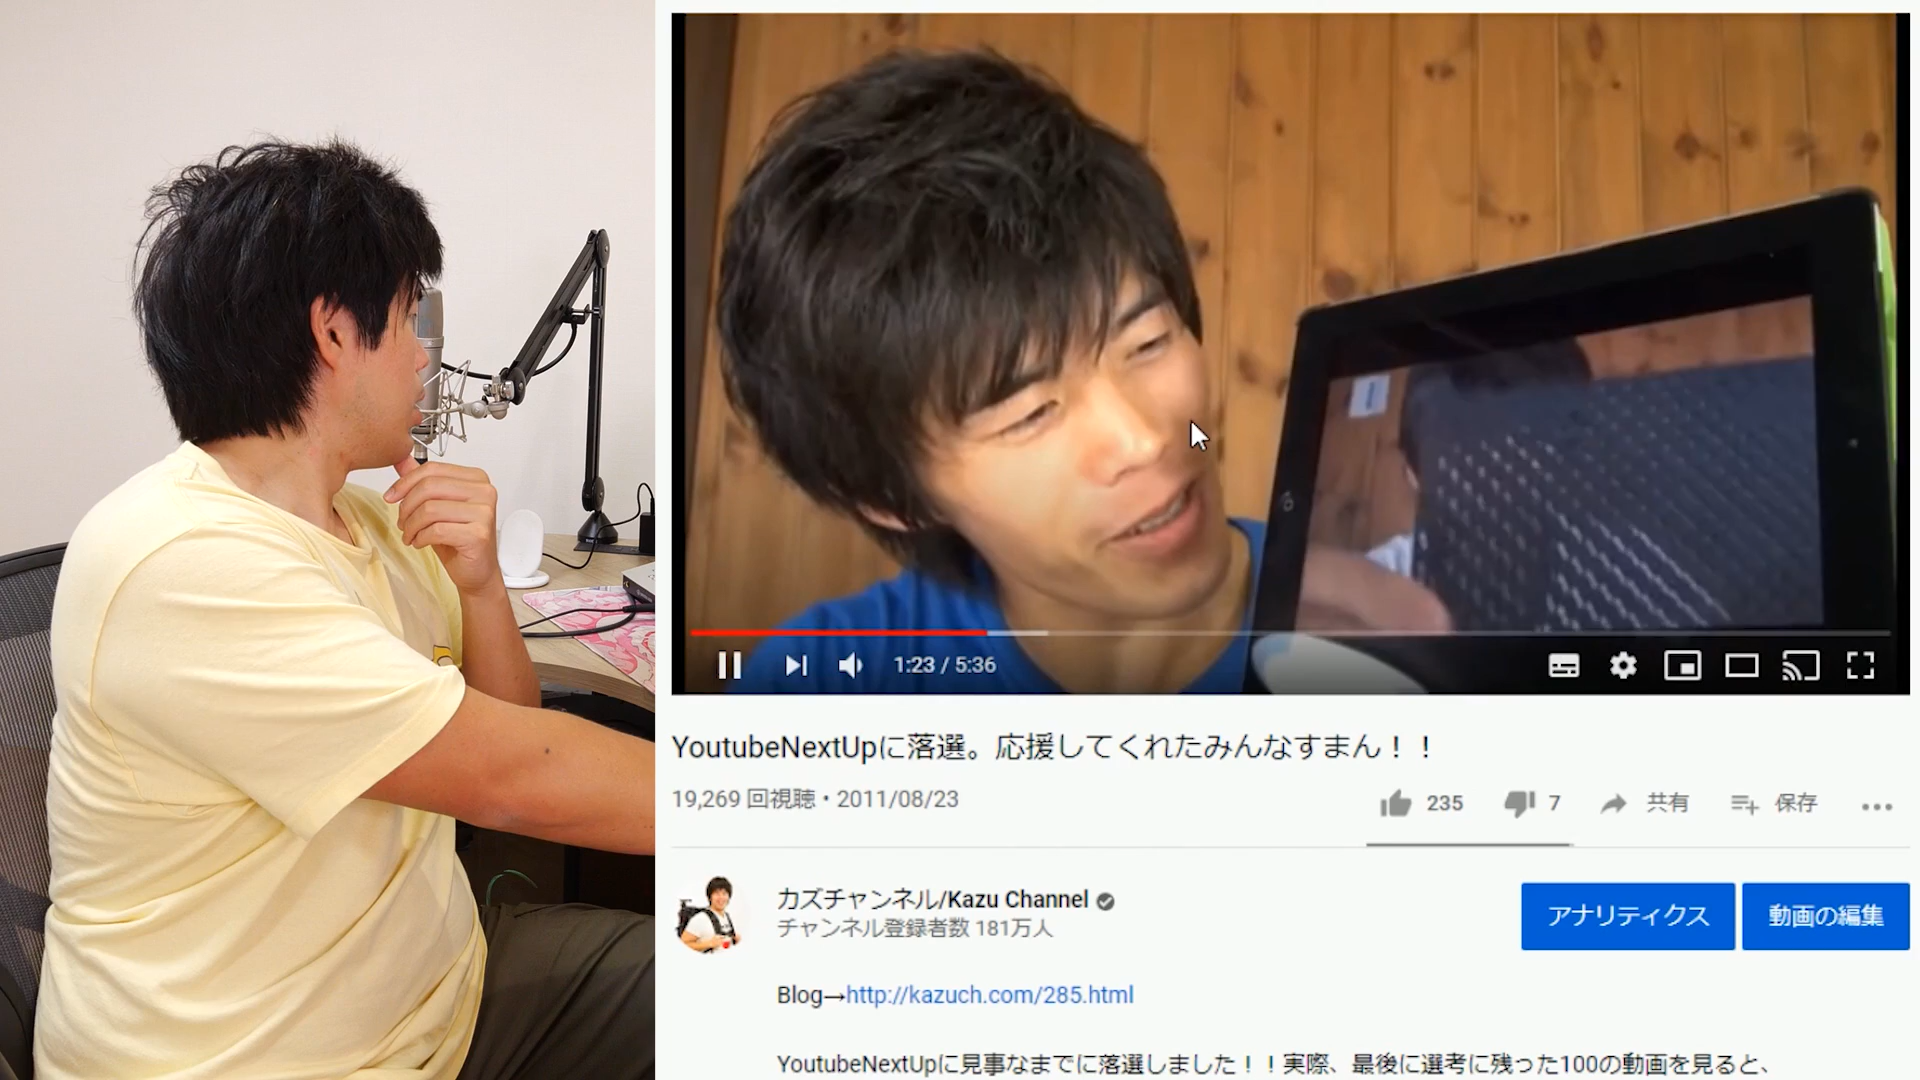 1:23 / 5:36
YoutubeNextUpに落選。応援してくれたみんなすまん！！
19,269 回視聴・2011/08/23
235
7
共有
保存
カズチャンネル/Kazu Channel
チャンネル登録者数 181万人
アナリティクス
動画の編集
Blog→http://kazuch.com/285.html
YoutubeNextUpに見事なまでに落選しました！！実際、最後に選考に残った100の動画を見ると、